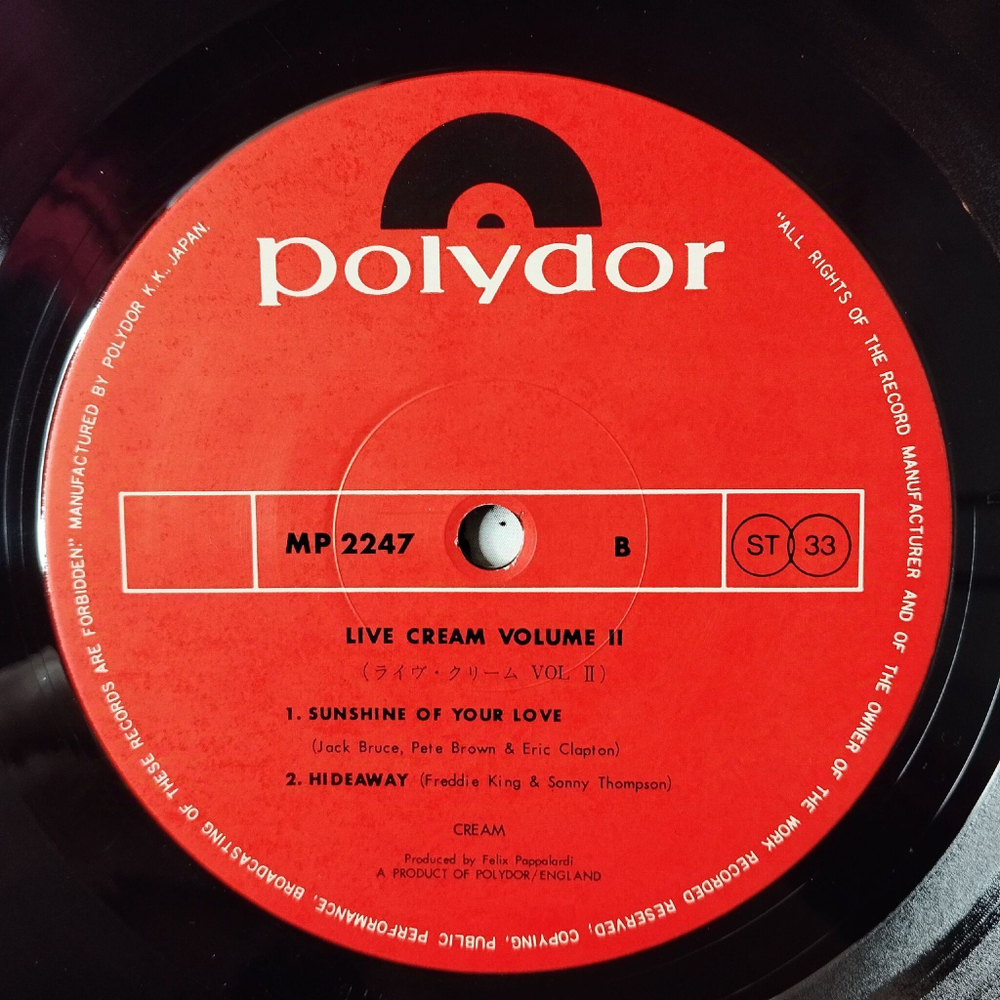 polydor
"ALL RIGHTS OF THE RECORD MANUFACTURER AND OF THE OWNER OF THE WORK RECORDED RESERVED, COPYING, PUBLIC PERFORMANCE, BROADCASTING OF THESE RECORDS ARE FORBIDDEN." MANUFACTURED BY POLYDOR K.K., JAPAN.
MP 2247 B ST 33
LIVE CREAM VOLUME II
(ライヴ・クリーム VOL II)
1. SUNSHINE OF YOUR LOVE
(Jack Bruce, Pete Brown & Eric Clapton)
2. HIDEAWAY (Freddie King & Sonny Thompson)
CREAM
Produced by Felix Pappalardi
A PRODUCT OF POLYDOR/ENGLAND